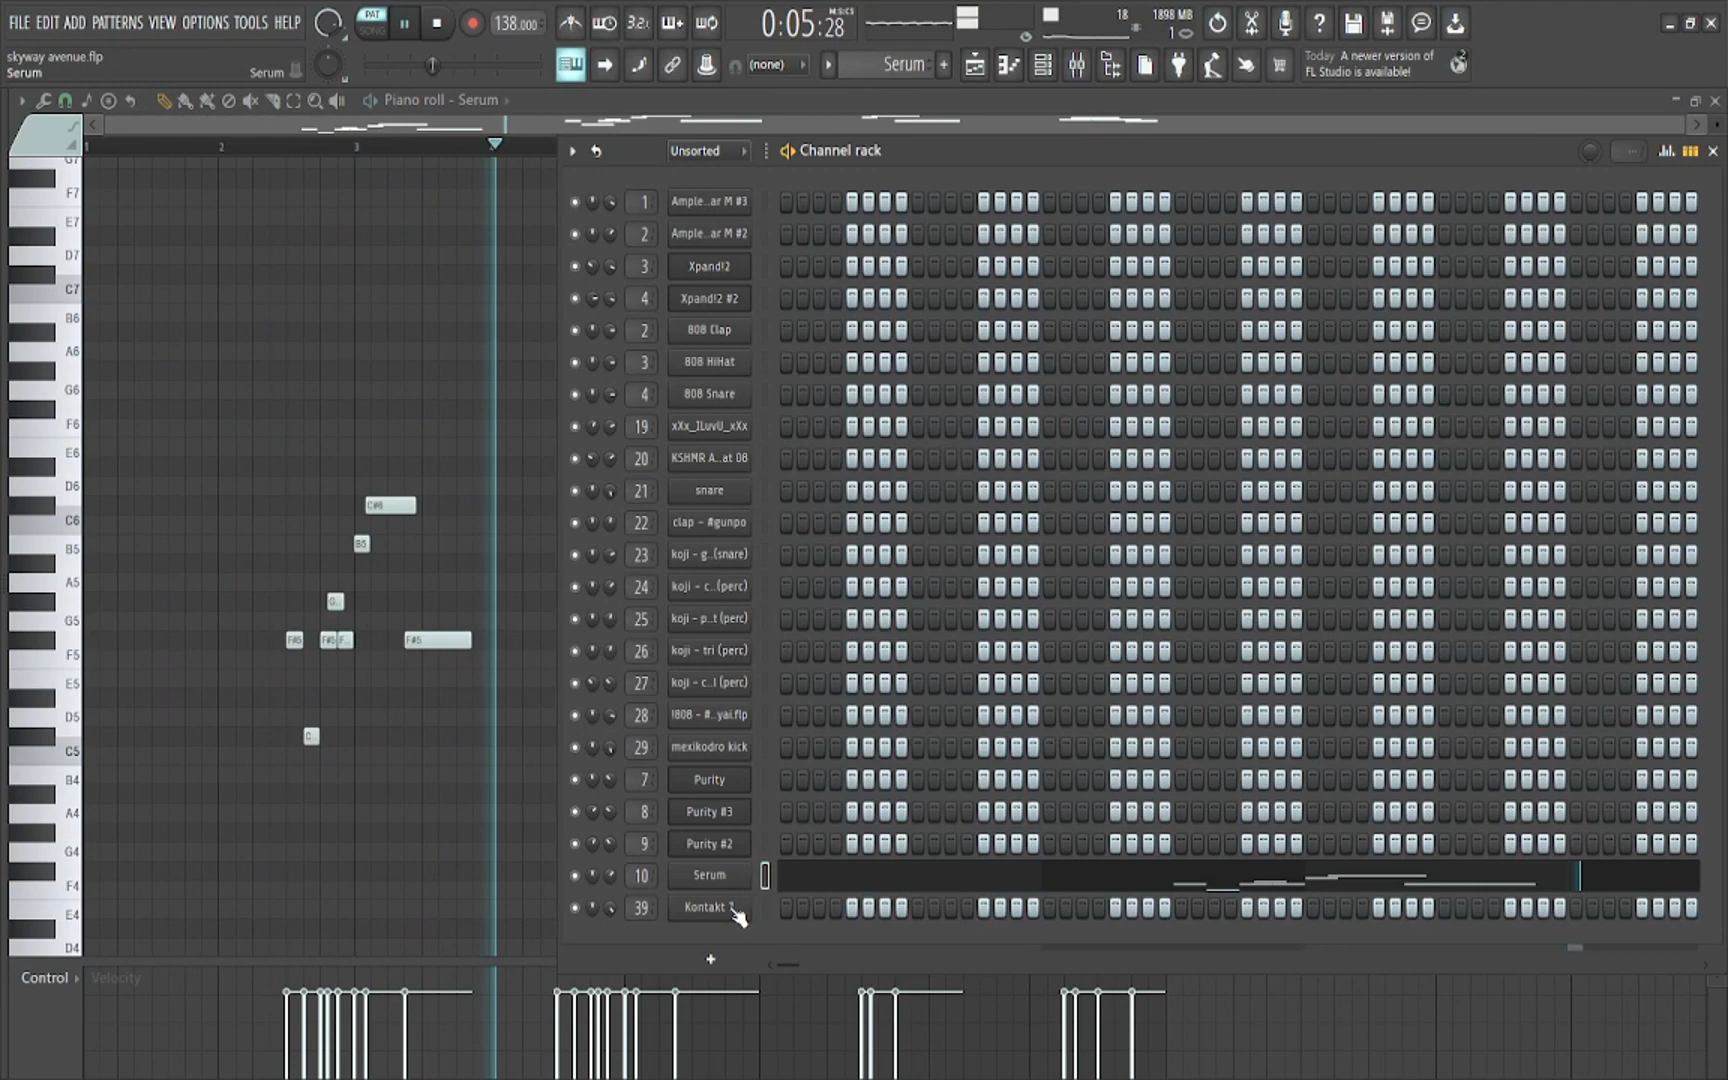 FILE EDIT ADD PATTERNS VIEW OPTIONS TOOLS HELP
PAT
SONG
138.000
3.2.
0:05:28
M:S:CS
18
1898 MB
1
skyway avenue.flp
Serum
Serum
(none)
Serum
Today A newer version of
FL Studio is available!
Piano roll - Serum
1
2
3
Unsorted
Channel rack
G7
F7
E7
D7
C7
B6
A6
G6
F6
E6
D6
C6
B5
A5
G5
F5
E5
D5
C5
B4
A4
G4
F4
E4
D4
C#6
B5
G..
F#5
F#5
F..
F#5
C..
1
Ample..ar M #3
2
Ample..ar M #2
3
Xpand!2
4
Xpand!2 #2
2
808 Clap
3
808 HiHat
4
808 Snare
19
xXx_ILuvU_xXx
20
KSHMR A..at 08
21
snare
22
clap - #gunpo
23
koji - g..(snare)
24
koji - c..(perc)
25
koji - p..t (perc)
26
koji - tri (perc)
27
koji - c..l (perc)
28
!808 - #..yai.flp
29
mexikodro kick
7
Purity
8
Purity #3
9
Purity #2
10
Serum
39
Kontakt
Control
Velocity